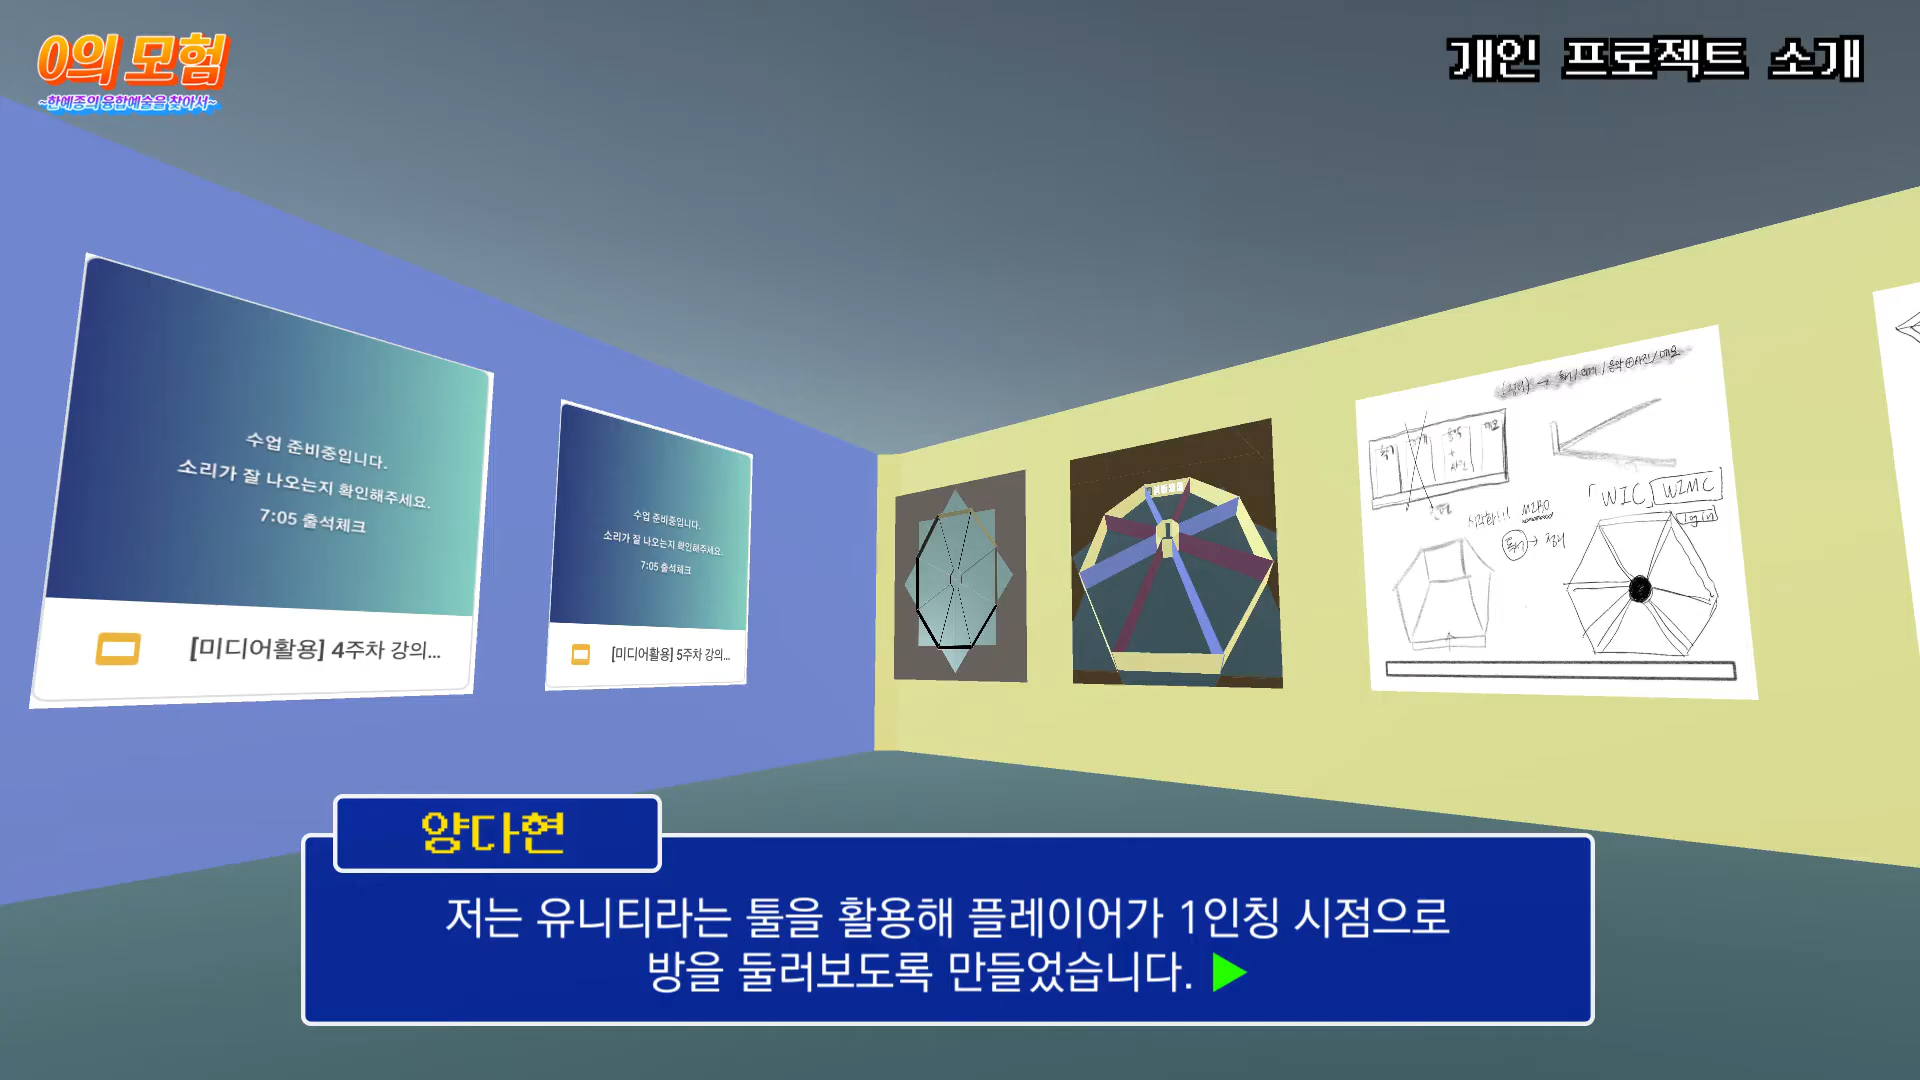 0의 모험
~한예종의 융합예술을 찾아서~
개인 프로젝트 소개
수업 준비중입니다.
소리가 잘 나오는지 확인해주세요.
7:05 출석체크
[미디어활용] 4주차 강의...
수업 준비중입니다.
소리가 잘 나오는지 확인해주세요.
7:05 출석체크
[미디어활용] 5주차 강의...
1
「WIC」
WZMC
log in
양다현
저는 유니티라는 툴을 활용해 플레이어가 1인칭 시점으로
방을 둘러보도록 만들었습니다.